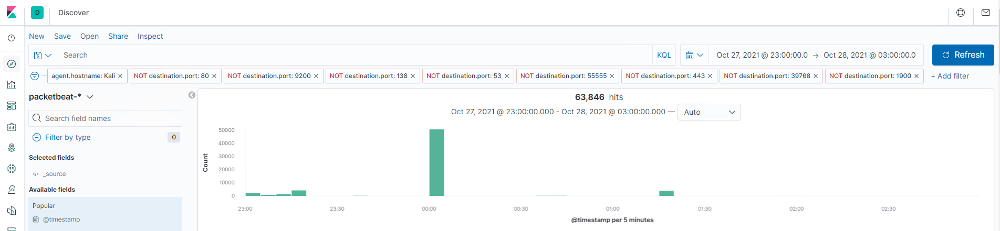 D Discover
New Save Open Share Inspect
Search KQL Oct 27, 2021 @ 23:00:00.0 → Oct 28, 2021 @ 03:00:00.0 Refresh
agent.hostname: Kali × NOT destination.port: 80 × NOT destination.port: 9200 × NOT destination.port: 138 × NOT destination.port: 53 × NOT destination.port: 55555 × NOT destination.port: 443 × NOT destination.port: 39768 × NOT destination.port: 1900 × + Add filter
packetbeat-*
Search field names
Filter by type 0
Selected fields
</> _source
Available fields
Popular
@timestamp
63,846 hits
Oct 27, 2021 @ 23:00:00.000 - Oct 28, 2021 @ 03:00:00.000 — Auto
Count
50000
40000
30000
20000
10000
0
23:00 23:30 00:00 00:30 01:00 01:30 02:00 02:30
@timestamp per 5 minutes